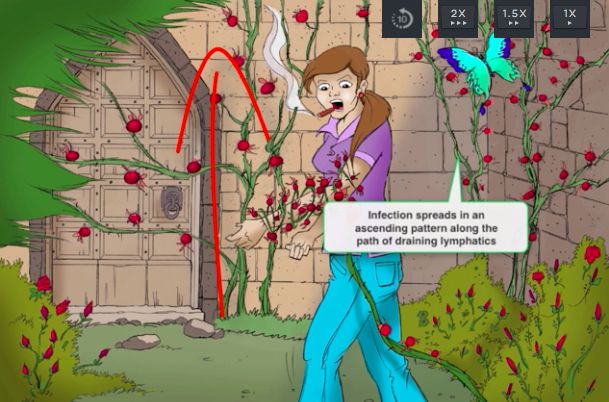 10
2X
1.5X
1X
Infection spreads in an
ascending pattern along the
path of draining lymphatics